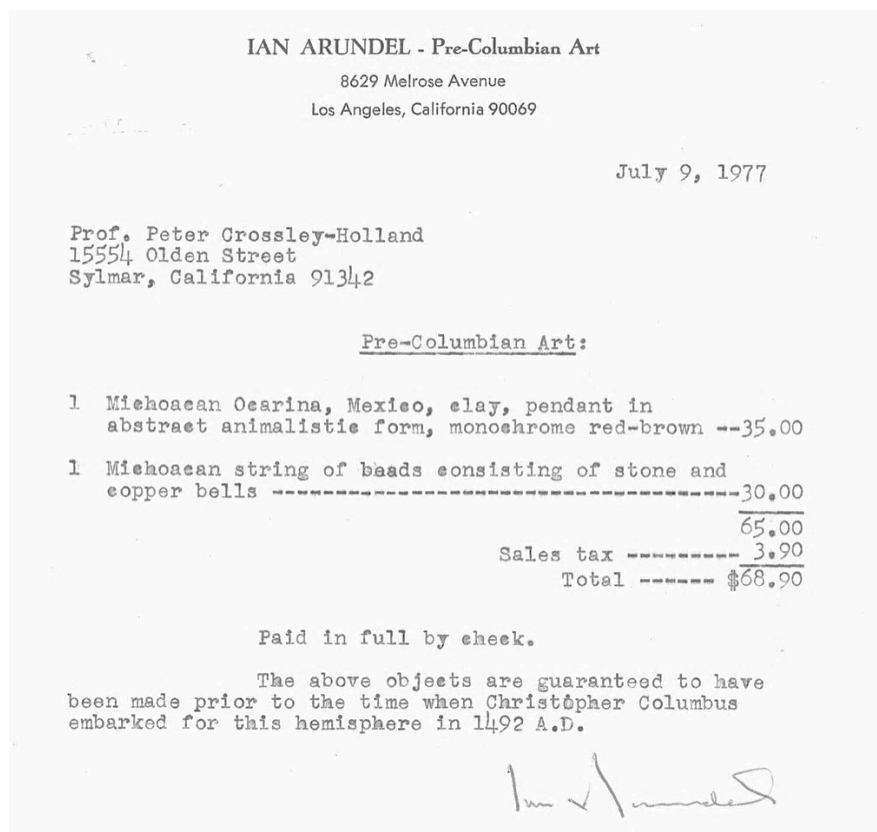 IAN ARUNDEL - Pre-Columbian Art
8629 Melrose Avenue
Los Angeles, California 90069
July 9, 1977
Prof. Peter Crossley-Holland
15554 Olden Street
Sylmar, California 91342
Pre-Columbian Art:
1 Michoacan Ocarina, Mexico, clay, pendant in
abstract animalistic form, monochrome red-brown --35.00
1 Michoacan string of beads consisting of stone and
copper bells -------------------------------------30.00
65.00
Sales tax --------- 3.90
Total ------ $68.90
Paid in full by check.
The above objects are guaranteed to have
been made prior to the time when Christopher Columbus
embarked for this hemisphere in 1492 A.D.
Ian Arundel